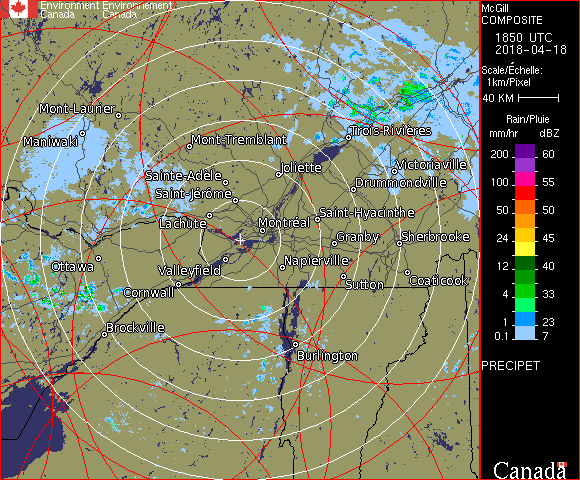 Environment Environnement
Canada Canada
McGill
COMPOSITE
1850 UTC
2018-04-18
Scale/Échelle:
1km/Pixel
40 KM
Rain/Pluie
mm/hr dBZ
200 60
155
100 55
50 50
24 45
12 40
4 33
1 23
0.1 7
PRECIPET
Canada
Mont-Laurier
Maniwaki
Mont-Tremblant
Trois-Rivières
Sainte-Adèle
Joliette
Victoriaville
Saint-Jérôme
Drummondville
Lachute
Montréal
Saint-Hyacinthe
Granby
Sherbrooke
Ottawa
Valleyfield
Napierville
Cornwall
Sutton
Coaticook
Brockville
Burlington